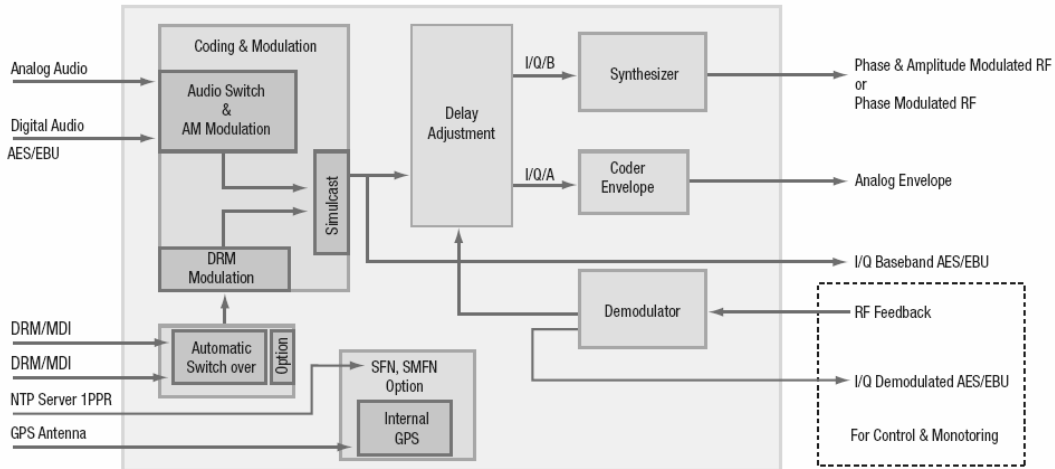 Coding & Modulation
Analog Audio
Audio Switch
&
AM Modulation
Digital Audio
AES/EBU
Simulcast
DRM
Modulation
DRM/MDI
DRM/MDI
Automatic
Switch over
Option
NTP Server 1PPR
GPS Antenna
SFN, SMFN
Option
Internal
GPS
Delay
Adjustment
I/Q/B
Synthesizer
Phase & Amplitude Modulated RF
or
Phase Modulated RF
I/Q/A
Coder
Envelope
Analog Envelope
I/Q Baseband AES/EBU
Demodulator
RF Feedback
I/Q Demodulated AES/EBU
For Control & Monotoring